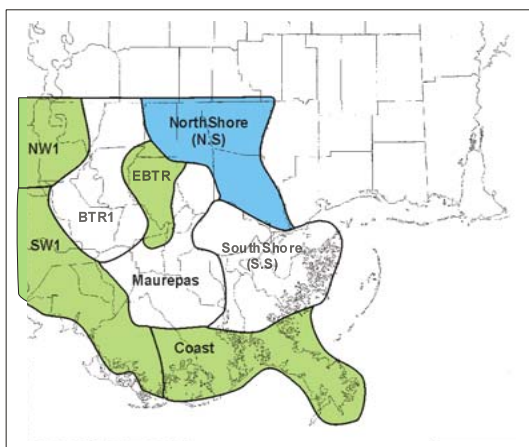 NorthShore
(N.S)
NW1
EBTR
BTR1
SW1
SouthShore
(S.S)
Maurepas
Coast